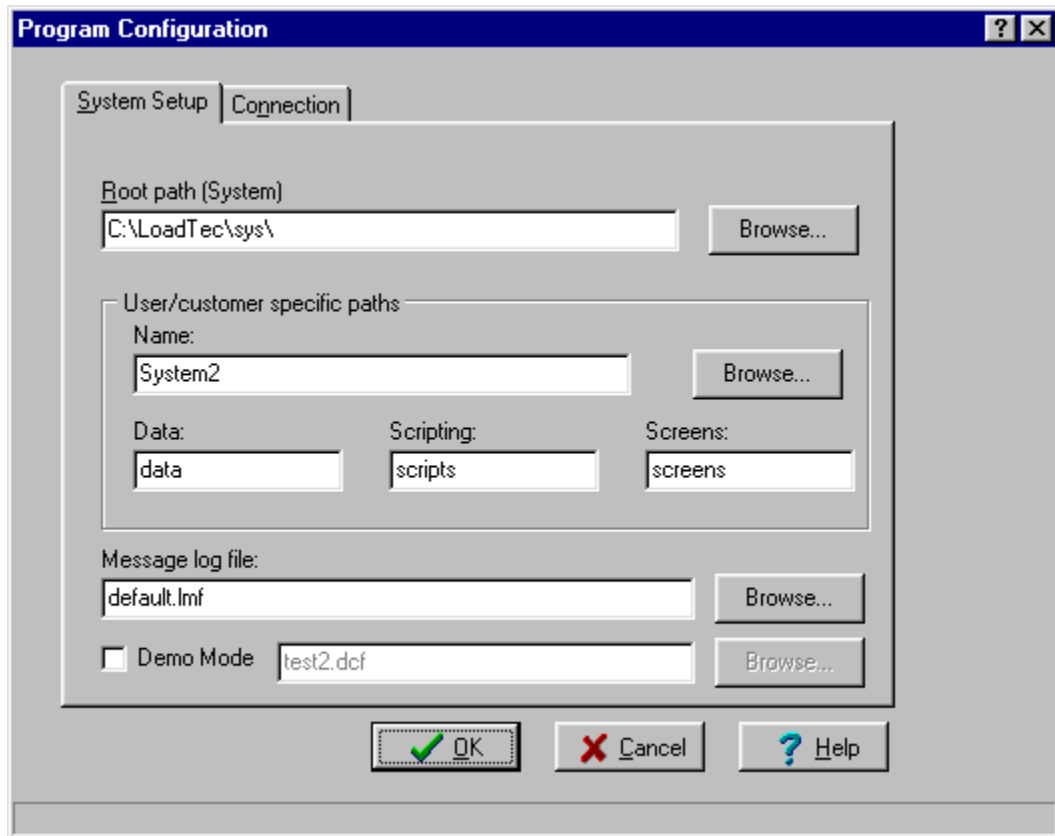 Program Configuration
System Setup Connection
Root path (System)
C:\LoadTec\sys\ Browse...
User/customer specific paths
Name:
System2 Browse...
Data: Scripting: Screens:
data scripts screens
Message log file:
default.lmf Browse...
Demo Mode test2.dcf Browse...
OK Cancel Help